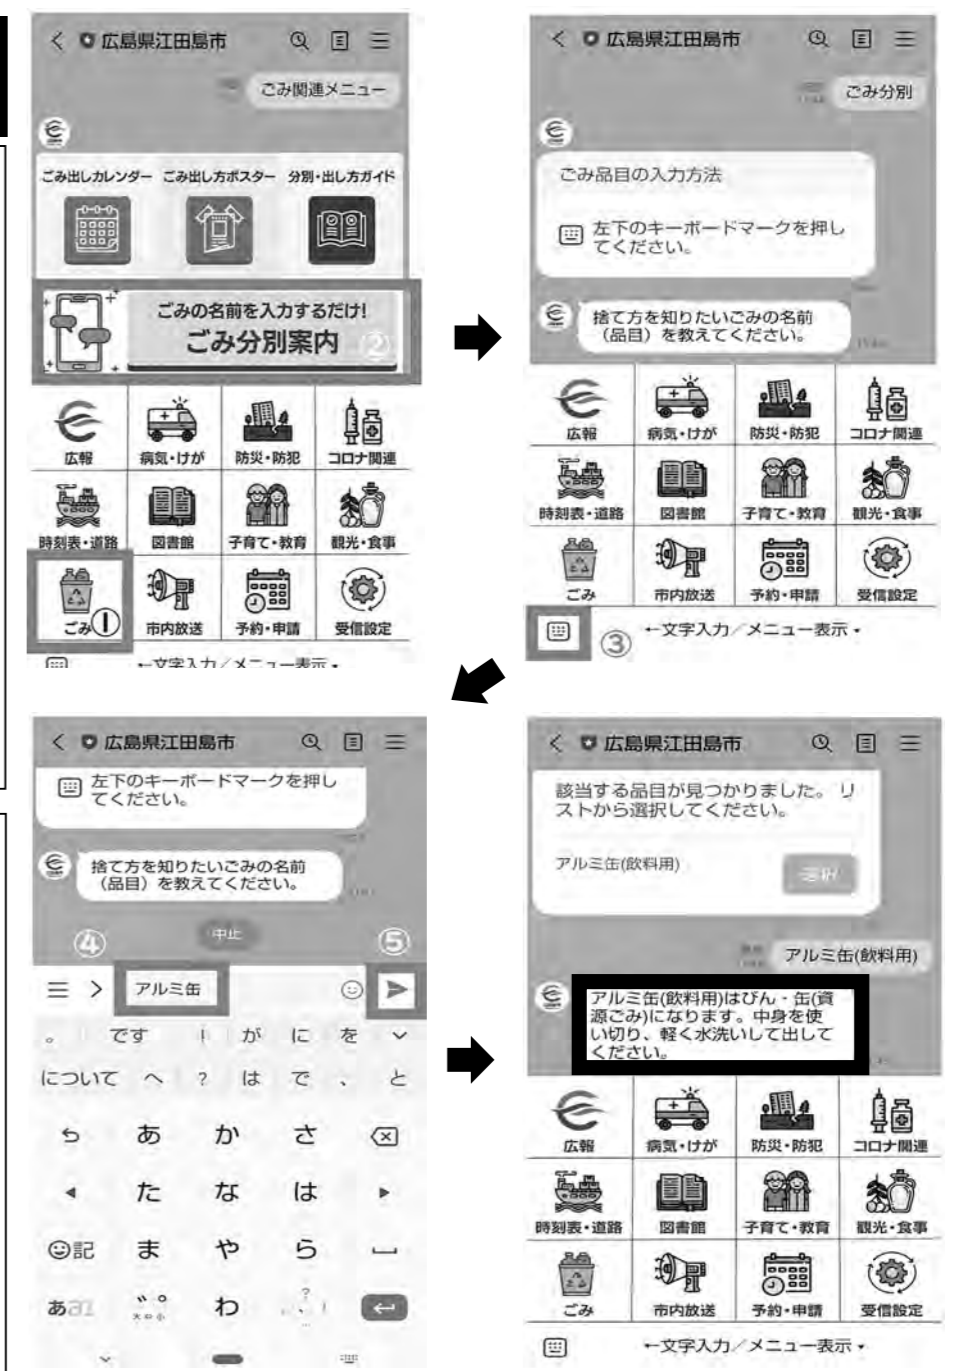 広島県江田島市
ごみ関連メニュー
ごみ出しカレンダー ごみ出し方ポスター 分別・出し方ガイド
ごみの名前を入力するだけ!
ごみ分別案内 ②
広報 病気・けが 防災・防犯 コロナ関連
時刻表・道路 図書館 子育て・教育 観光・食事
ごみ① 市内放送 予約・申請 受信設定
←文字入力/メニュー表示・
広島県江田島市
ごみ分別
ごみ品目の入力方法
左下のキーボードマークを押し
てください。
捨て方を知りたいごみの名前
(品目)を教えてください。
広報 病気・けが 防災・防犯 コロナ関連
時刻表・道路 図書館 子育て・教育 観光・食事
ごみ 市内放送 予約・申請 受信設定
③ ←文字入力/メニュー表示・
広島県江田島市
左下のキーボードマークを押し
てください。
捨て方を知りたいごみの名前
(品目)を教えてください。
中止
④ ⑤
アルミ缶
。 です ! が に を
について へ ? は で 、 と
あ か さ
た な は
記 ま や ら
あa1 大⇔小 わ 、。?!
広島県江田島市
該当する品目が見つかりました。リ
ストから選択してください。
アルミ缶(飲料用)
選択
アルミ缶(飲料用)
アルミ缶(飲料用)はびん・缶(資
源ごみ)になります。中身を使
い切り、軽く水洗いして出して
ください。
広報 病気・けが 防災・防犯 コロナ関連
時刻表・道路 図書館 子育て・教育 観光・食事
ごみ 市内放送 予約・申請 受信設定
←文字入力/メニュー表示・